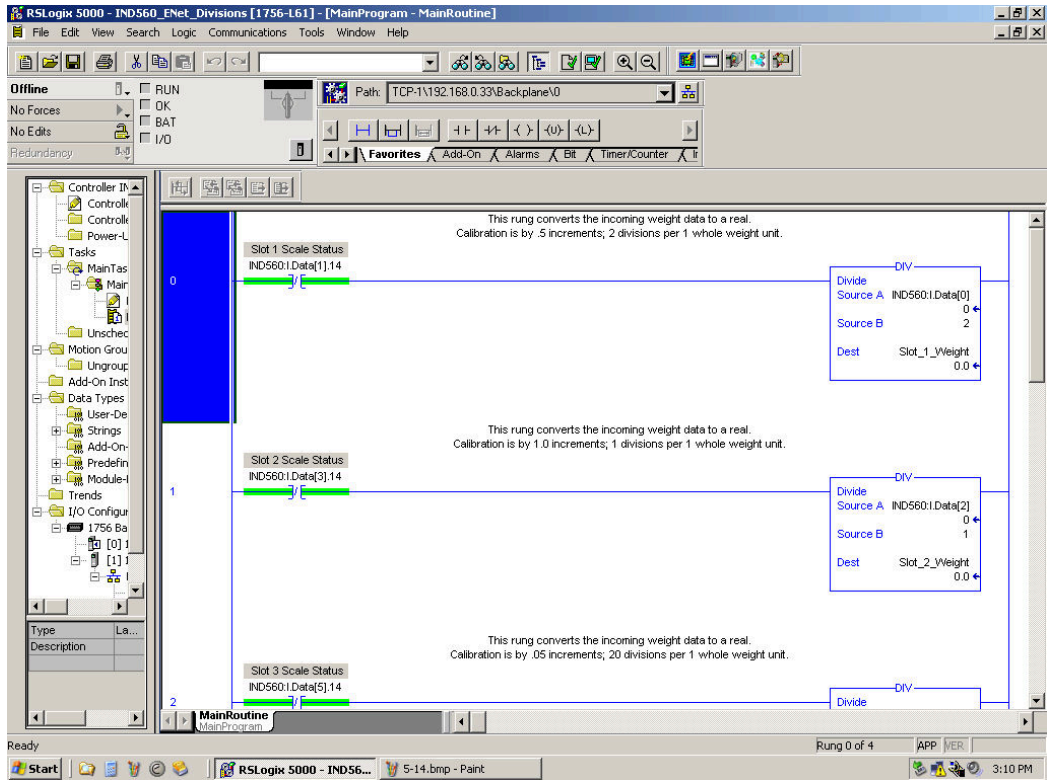 RSLogix 5000 - IND560_ENet_Divisions [1756-L61] - [MainProgram - MainRoutine]
File Edit View Search Logic Communications Tools Window Help
Offline
RUN
No Forces
OK
No Edits
BAT
Redundancy
I/O
Path: TCP-1\192.168.0.33\Backplane\0
Favorites Add-On Alarms Bit Timer/Counter
Controller IN
Controlle
Controlle
Power-L
Tasks
MainTas
Main
Unsched
Motion Grou
Ungroup
Add-On Inst
Data Types
User-De
Strings
Add-On-
Predefin
Module-
Trends
I/O Configur
1756 Ba
[0] 1
[1] 1
Type La...
Description
This rung converts the incoming weight data to a real.
Calibration is by .5 increments; 2 divisions per 1 whole weight unit.
Slot 1 Scale Status
IND560:I.Data[1].14
0
DIV
Divide
Source A IND560:I.Data[0]
0
Source B 2
Dest Slot_1_Weight
0.0
This rung converts the incoming weight data to a real.
Calibration is by 1.0 increments; 1 divisions per 1 whole weight unit.
Slot 2 Scale Status
IND560:I.Data[3].14
1
DIV
Divide
Source A IND560:I.Data[2]
0
Source B 1
Dest Slot_2_Weight
0.0
This rung converts the incoming weight data to a real.
Calibration is by .05 increments; 20 divisions per 1 whole weight unit.
Slot 3 Scale Status
IND560:I.Data[5].14
2
DIV
Divide
MainRoutine
MainProgram
Ready
Rung 0 of 4 APP VER
Start RSLogix 5000 - IND56... 5-14.bmp - Paint 3:10 PM